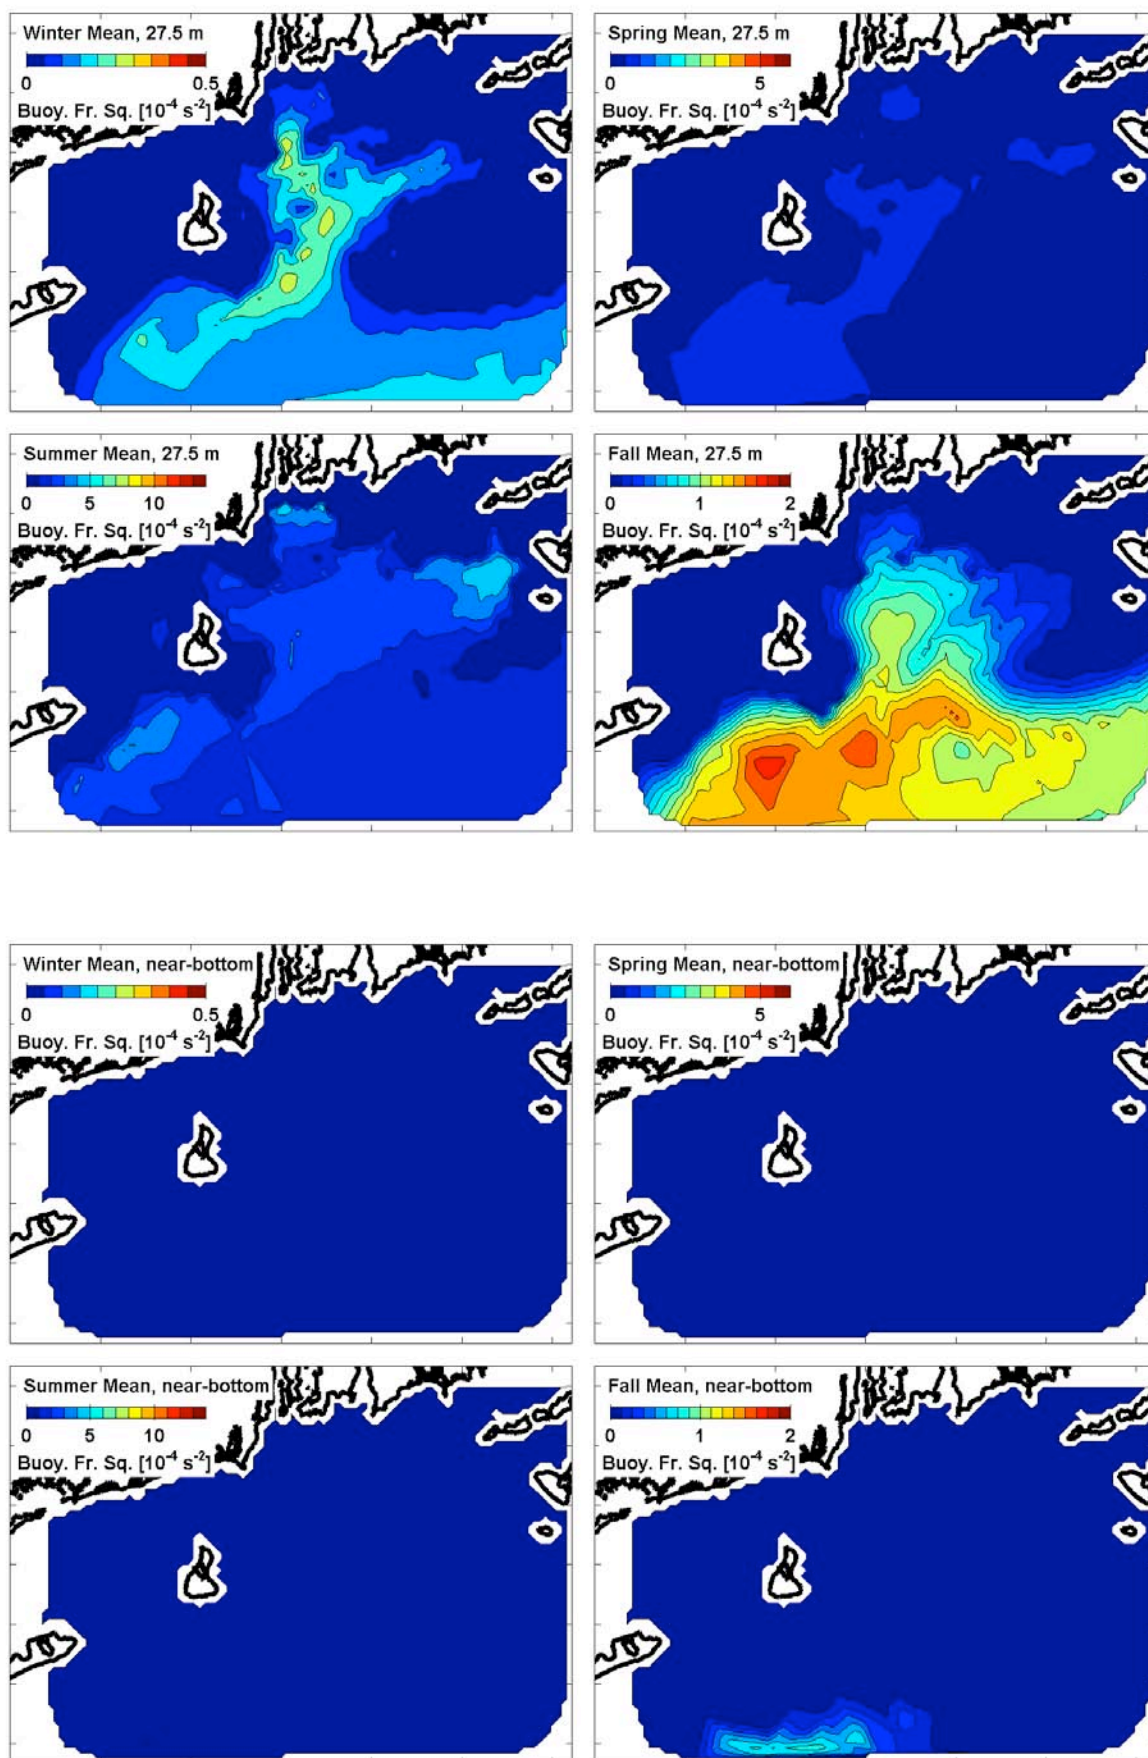 Winter Mean, 27.5 m
0 0.5
Buoy. Fr. Sq. [10⁻⁴ s⁻²]
Spring Mean, 27.5 m
0 5
Buoy. Fr. Sq. [10⁻⁴ s⁻²]
Summer Mean, 27.5 m
0 5 10
Buoy. Fr. Sq. [10⁻⁴ s⁻²]
Fall Mean, 27.5 m
0 1 2
Buoy. Fr. Sq. [10⁻⁴ s⁻²]
Winter Mean, near-bottom
0 0.5
Buoy. Fr. Sq. [10⁻⁴ s⁻²]
Spring Mean, near-bottom
0 5
Buoy. Fr. Sq. [10⁻⁴ s⁻²]
Summer Mean, near-bottom
0 5 10
Buoy. Fr. Sq. [10⁻⁴ s⁻²]
Fall Mean, near-bottom
0 1 2
Buoy. Fr. Sq. [10⁻⁴ s⁻²]